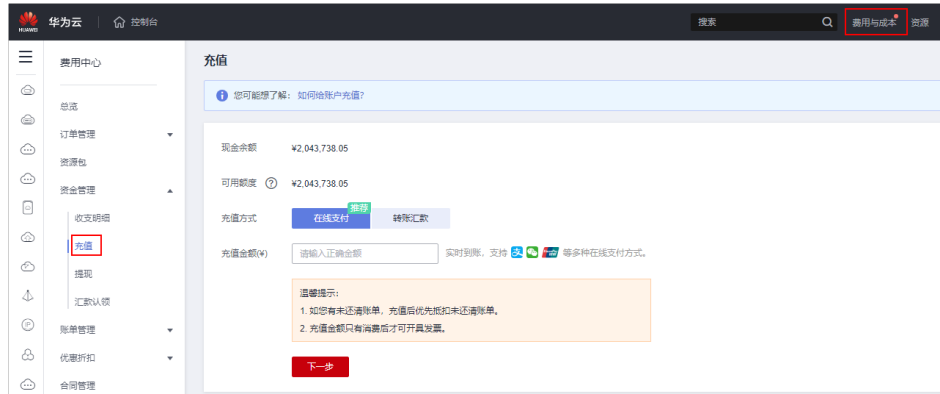 HUAWEI 华为云 控制台 搜索 费用与成本 资源
费用中心
总览
订单管理
资源包
资金管理
收支明细
充值
提现
汇款认领
账单管理
优惠折扣
合同管理
充值
您可能想了解: 如何给账户充值?
现金余额 ¥2,043,738.05
可用额度 ? ¥2,043,738.05
充值方式 在线支付 推荐 转账汇款
充值金额(¥) 请输入正确金额 实时到账, 支持 支 等多种在线支付方式。
温馨提示:
1. 如您有未还清账单, 充值后优先抵扣未还清账单。
2. 充值金额只有消费后才可开具发票。
下一步